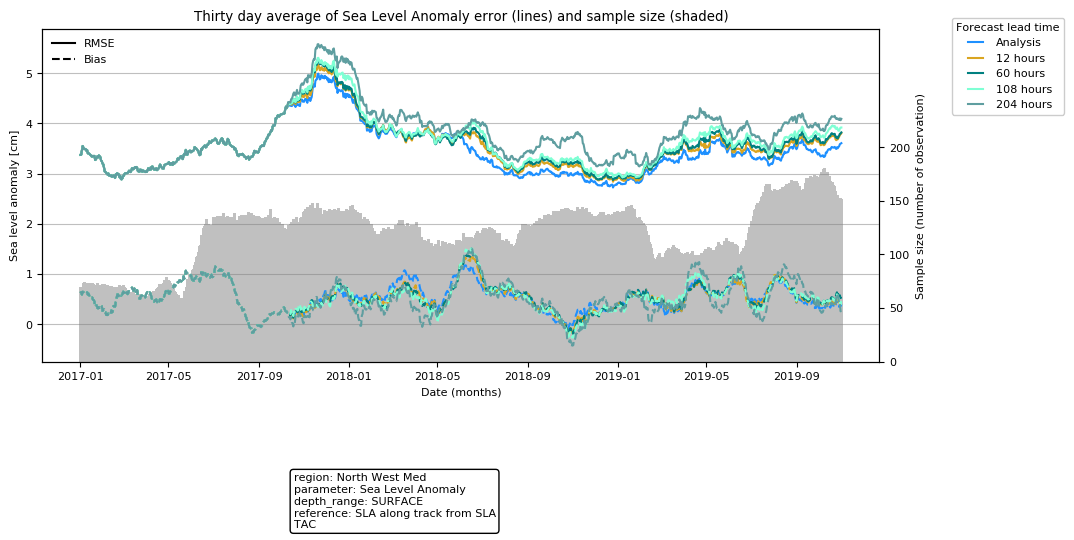 Thirty day average of Sea Level Anomaly error (lines) and sample size (shaded)
RMSE
Bias
Forecast lead time
Analysis
12 hours
60 hours
108 hours
204 hours
Sea level anomaly [cm]
5
4
3
2
1
0
Sample size (number of observation)
200
150
100
50
0
2017-01
2017-05
2017-09
2018-01
2018-05
2018-09
2019-01
2019-05
2019-09
Date (months)
region: North West Med
parameter: Sea Level Anomaly
depth_range: SURFACE
reference: SLA along track from SLA
TAC